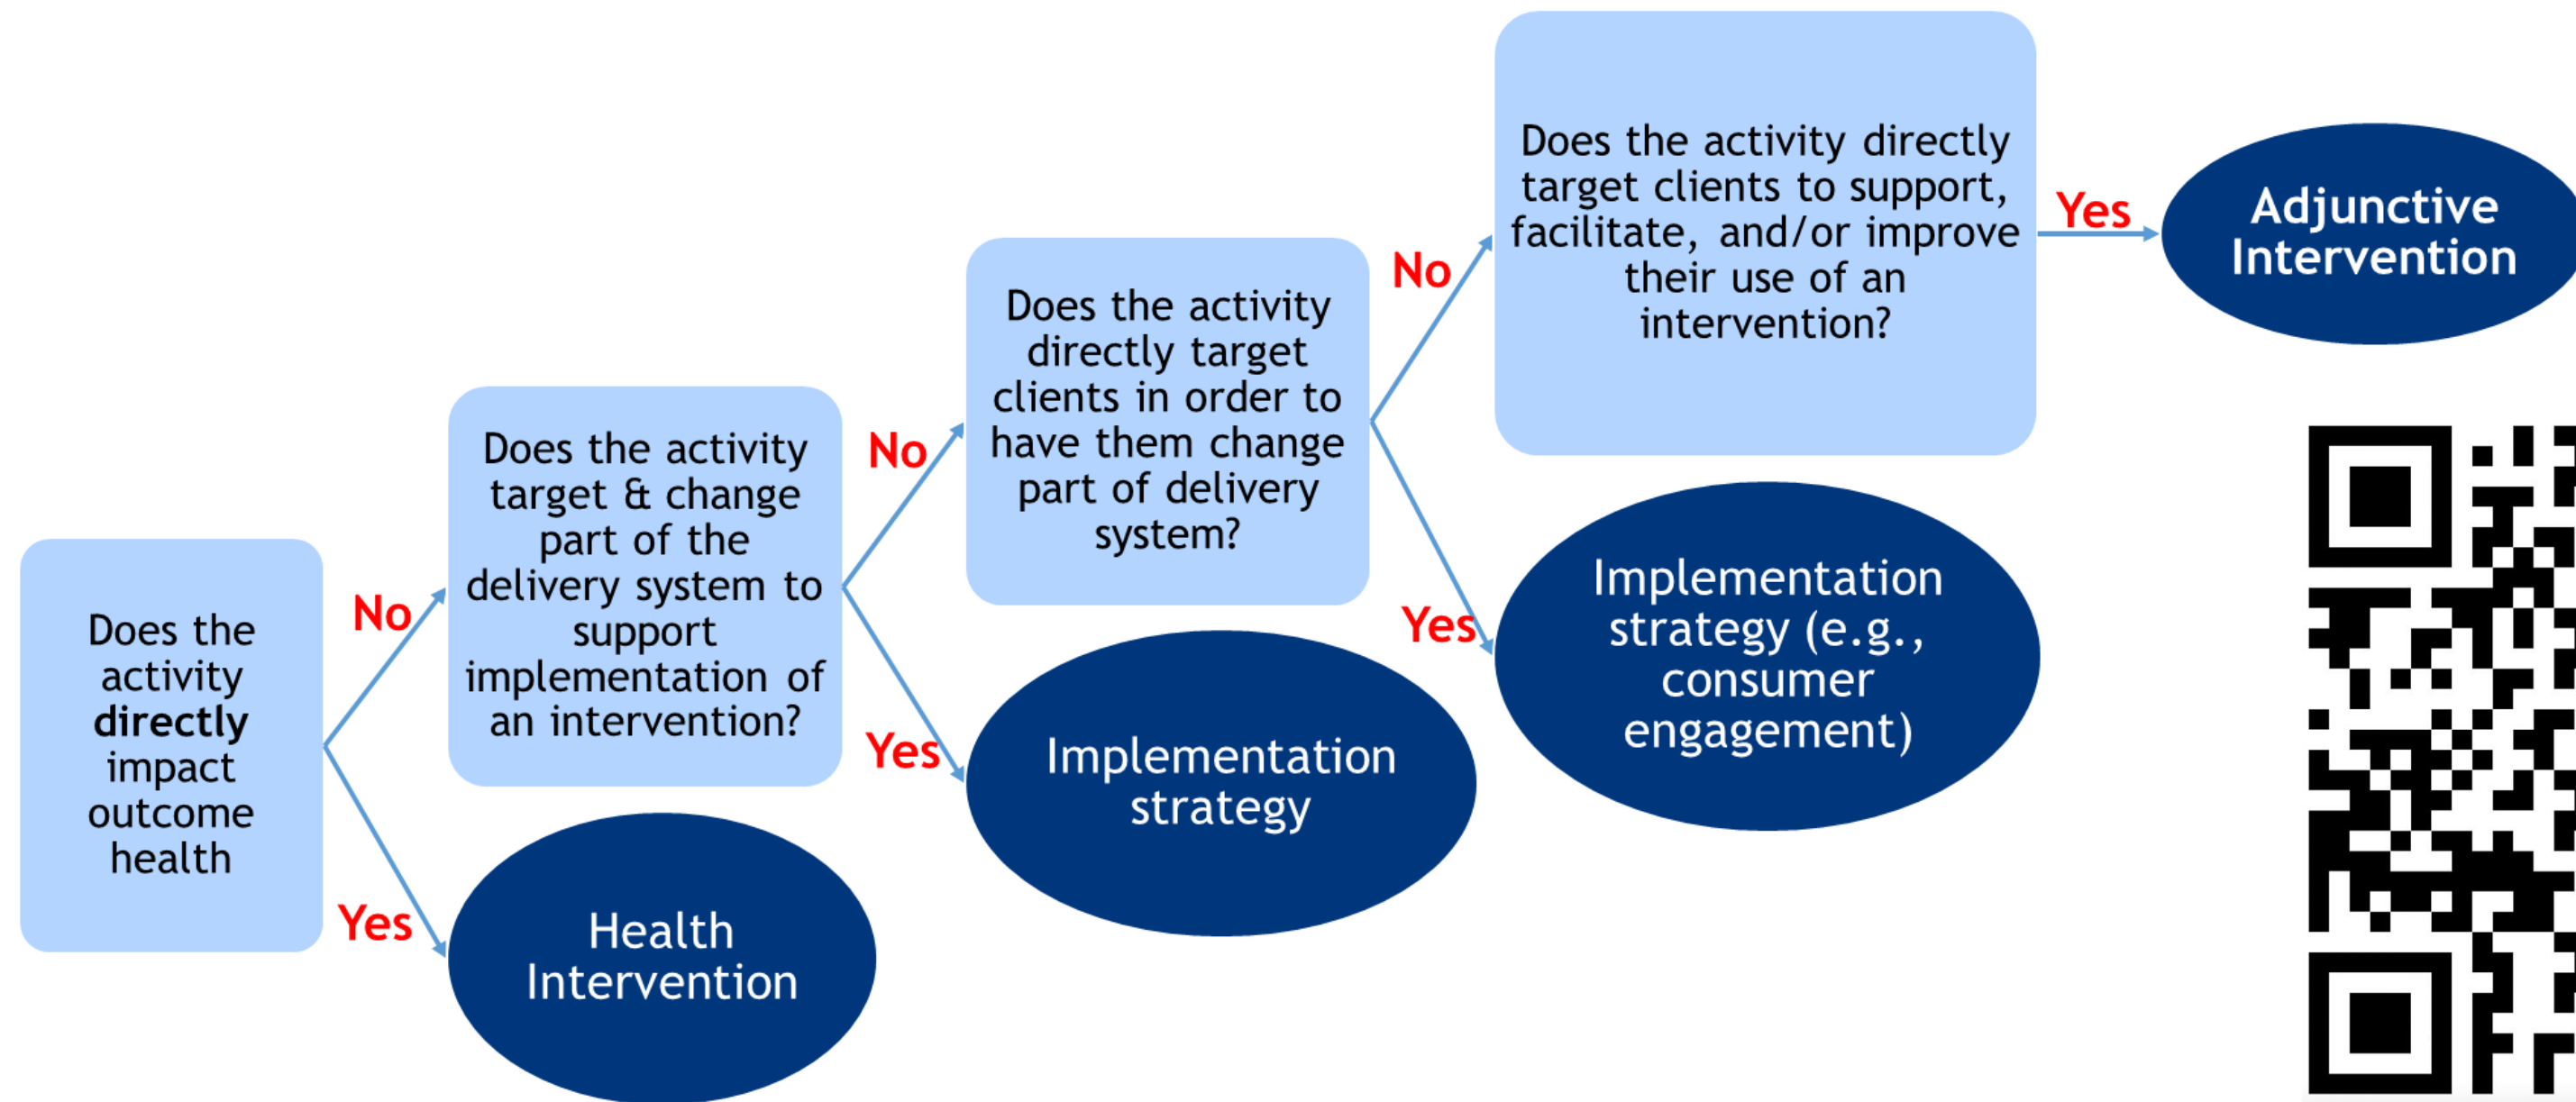 Does the
activity
directly
impact
outcome
health
No
Yes
Health
Intervention
Does the activity
target & change
part of the
delivery system to
support
implementation of
an intervention?
No
Yes
Implementation
strategy
Does the activity
directly target
clients in order to
have them change
part of delivery
system?
No
Yes
Implementation
strategy (e.g.,
consumer
engagement)
Does the activity directly
target clients to support,
facilitate, and/or improve
their use of an
intervention?
Yes
Adjunctive
Intervention